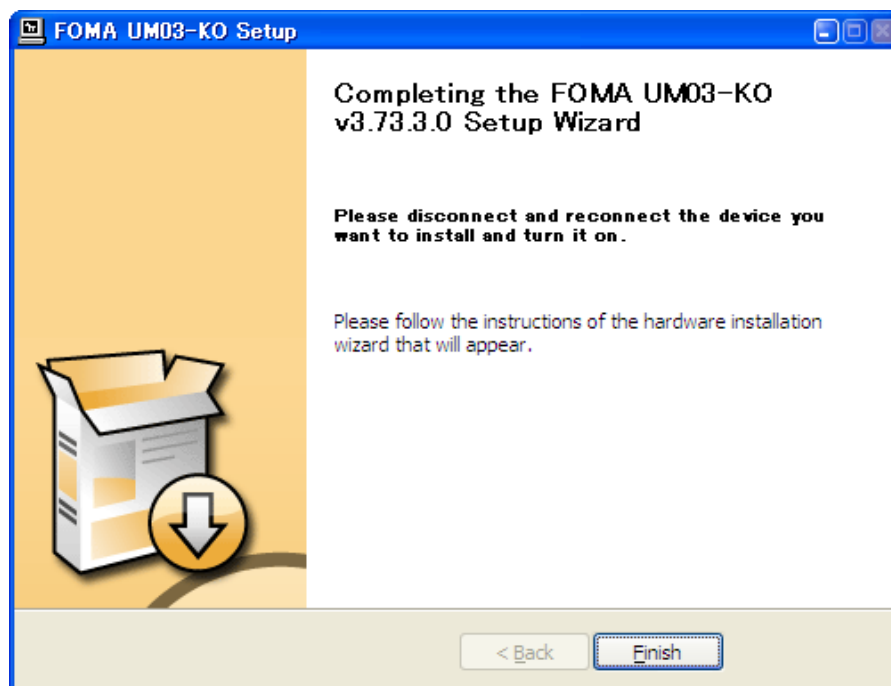 FOMA UM03-KO Setup
Completing the FOMA UM03-KO
v3.73.3.0 Setup Wizard
Please disconnect and reconnect the device you
want to install and turn it on.
Please follow the instructions of the hardware installation
wizard that will appear.
< Back
Finish